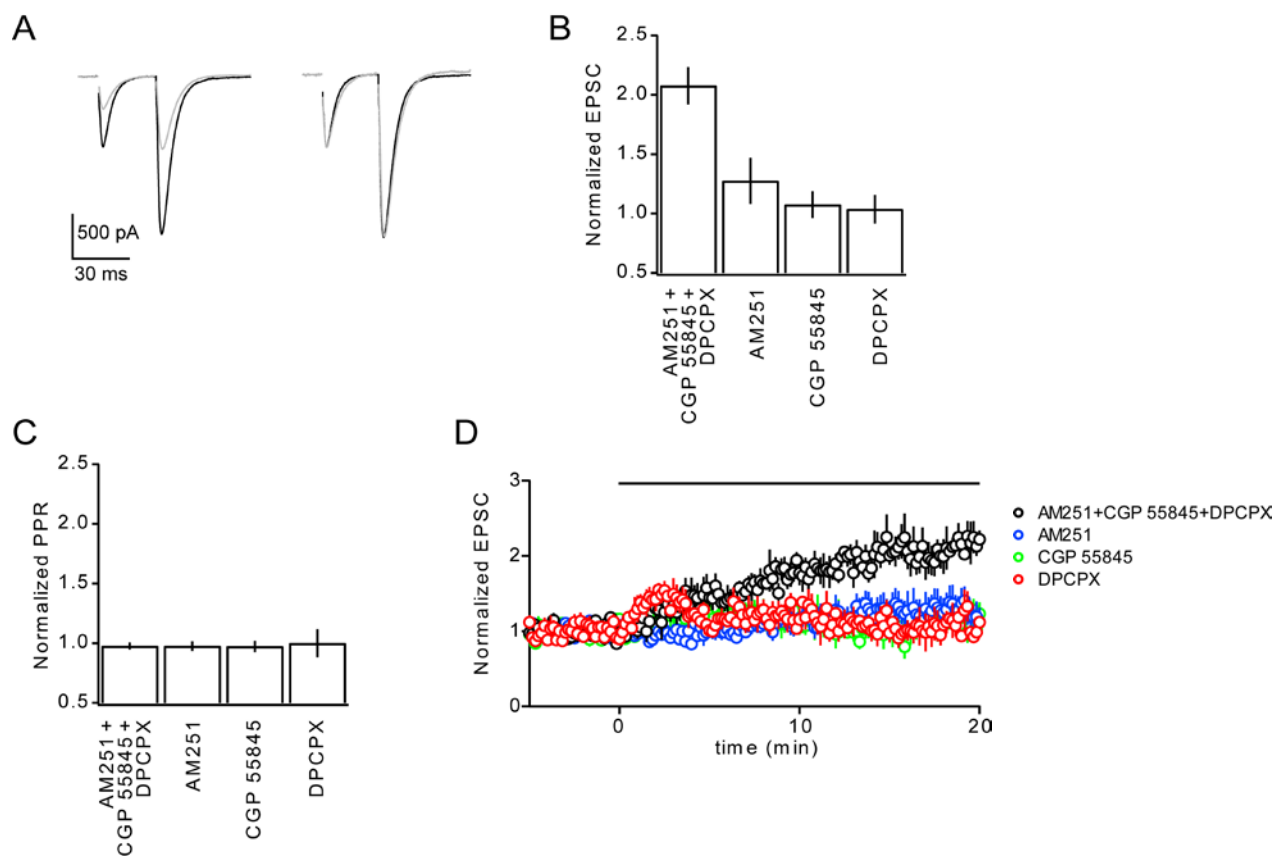 A
500 pA
30 ms
B
Normalized EPSC
2.5
2.0
1.5
1.0
0.5
AM251 +
CGP 55845 +
DPCPX
AM251
CGP 55845
DPCPX
C
Normalized PPR
2.5
2.0
1.5
1.0
0.5
AM251 +
CGP 55845 +
DPCPX
AM251
CGP 55845
DPCPX
D
Normalized EPSC
3
2
1
0
0
10
20
time (min)
AM251+CGP 55845+DPCPX
AM251
CGP 55845
DPCPX